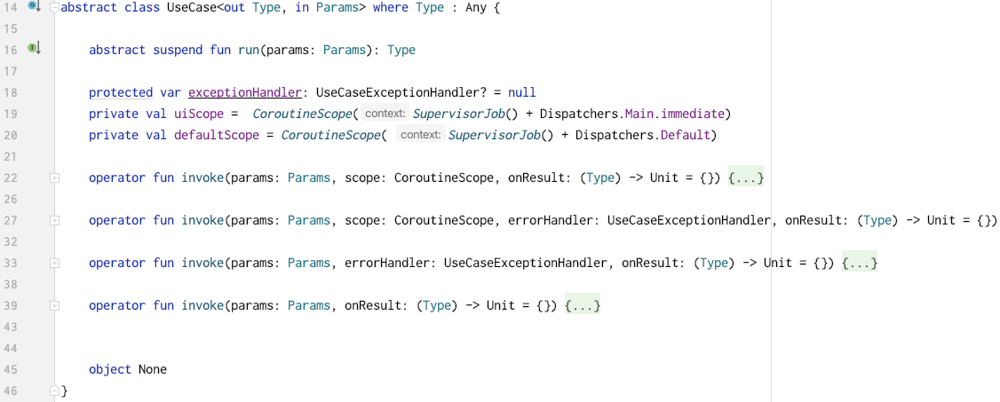 14 abstract class UseCase<out Type, in Params> where Type : Any {
15
16 abstract suspend fun run(params: Params): Type
17
18 protected var exceptionHandler: UseCaseExceptionHandler? = null
19 private val uiScope =  CoroutineScope( context: SupervisorJob() + Dispatchers.Main.immediate)
20 private val defaultScope = CoroutineScope( context: SupervisorJob() + Dispatchers.Default)
21
22 operator fun invoke(params: Params, scope: CoroutineScope, onResult: (Type) -> Unit = {}) {...}
26
27 operator fun invoke(params: Params, scope: CoroutineScope, errorHandler: UseCaseExceptionHandler, onResult: (Type) -> Unit = {})
32
33 operator fun invoke(params: Params, errorHandler: UseCaseExceptionHandler, onResult: (Type) -> Unit = {}) {...}
38
39 operator fun invoke(params: Params, onResult: (Type) -> Unit = {}) {...}
43
44
45 object None
46 }